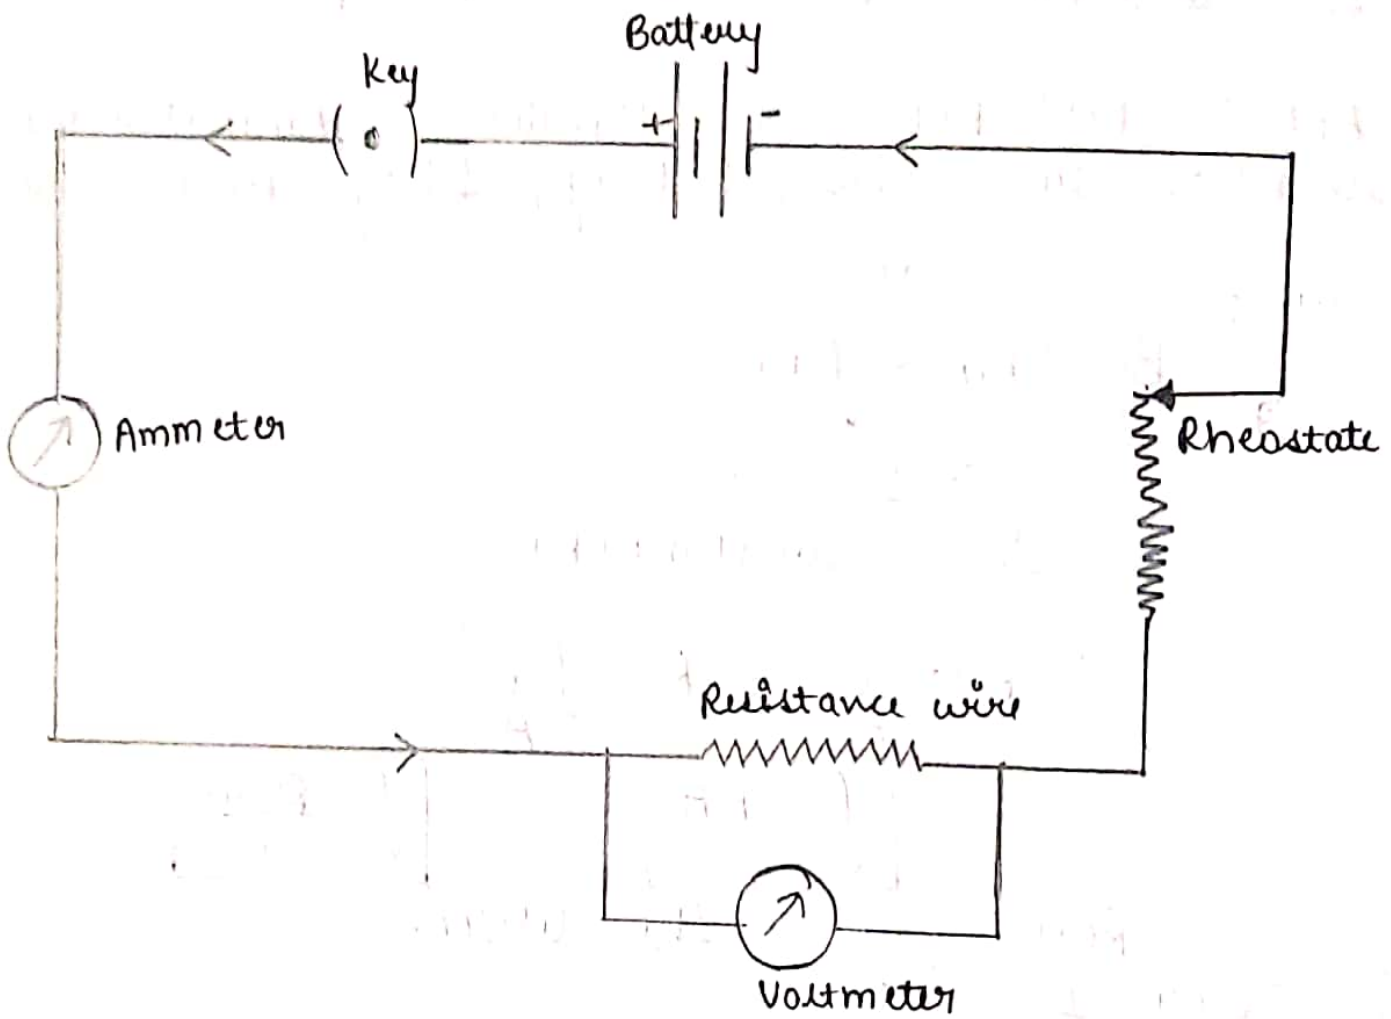 Battery
Key
+ -
Ammeter
Rheostate
Resistance wire
Voltmeter